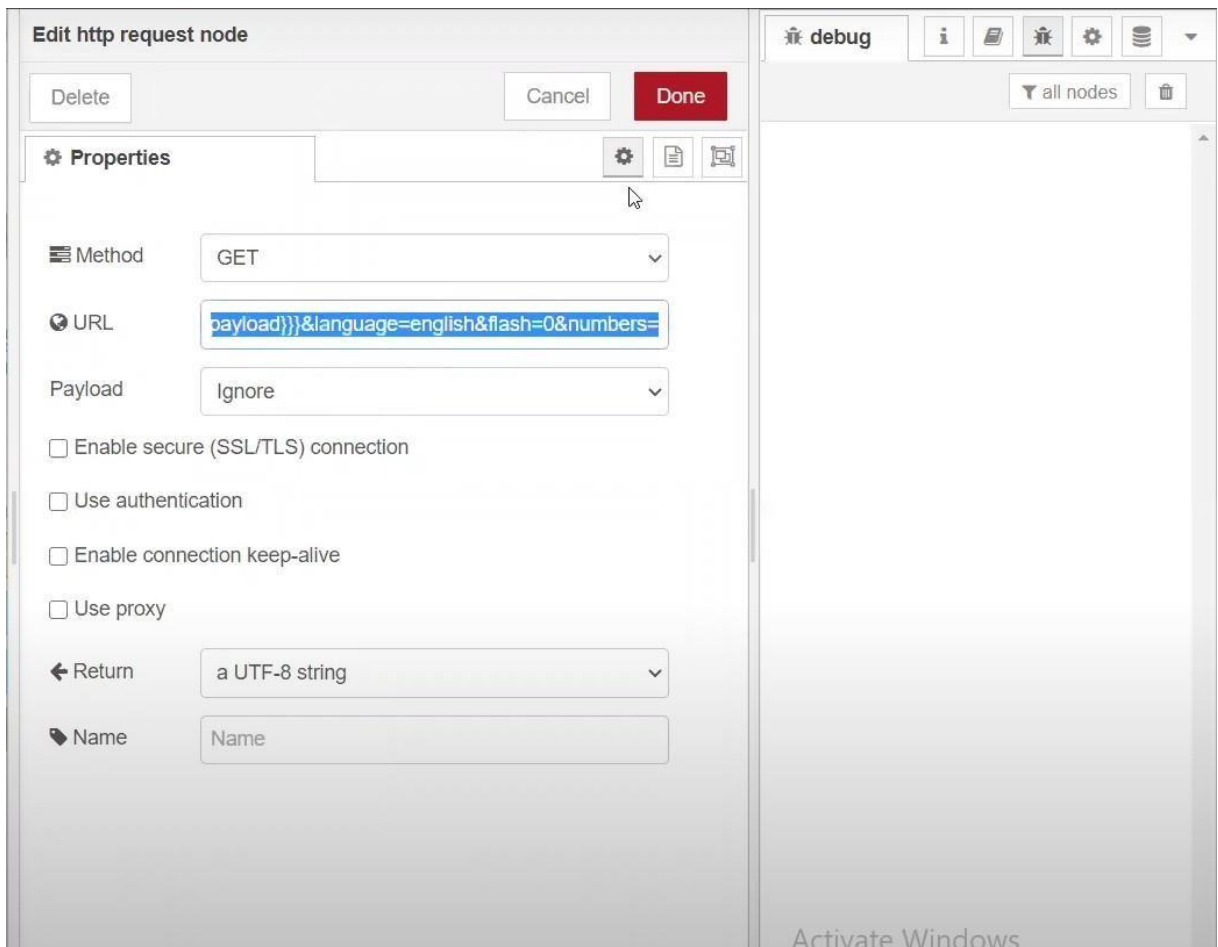 Edit http request node
debug
Delete
Cancel
Done
all nodes
Properties
Method
GET
URL
payload}}}&language=english&flash=0&numbers=
Payload
Ignore
Enable secure (SSL/TLS) connection
Use authentication
Enable connection keep-alive
Use proxy
Return
a UTF-8 string
Name
Name
Activate Windows